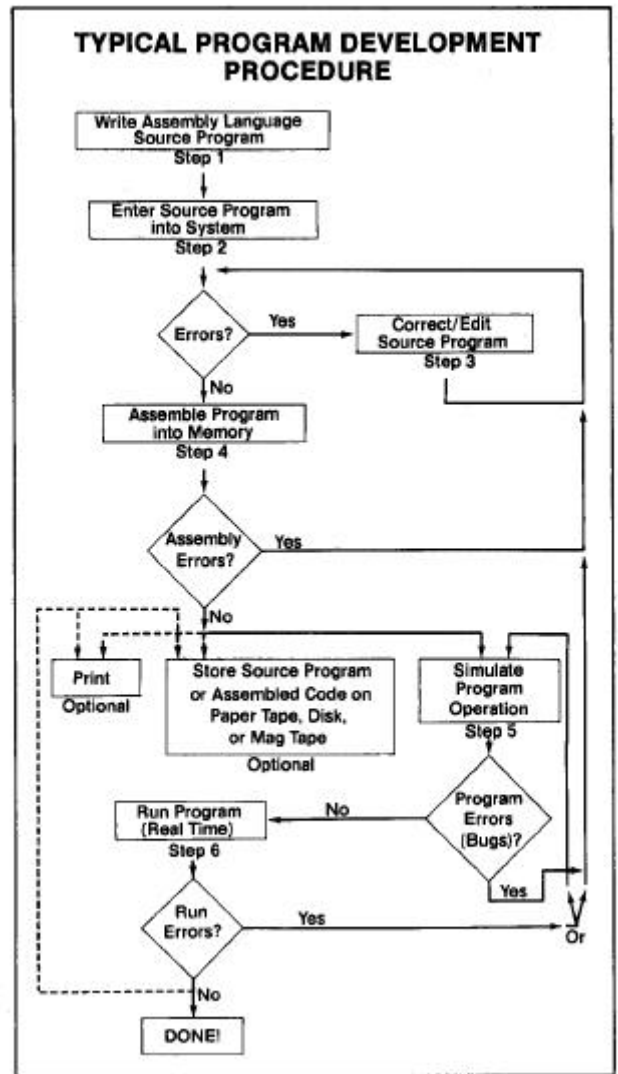 TYPICAL PROGRAM DEVELOPMENT
PROCEDURE
Write Assembly Language
Source Program
Step 1
Enter Source Program
into System
Step 2
Errors?
Yes
Correct/Edit
Source Program
Step 3
No
Assemble Program
into Memory
Step 4
Assembly
Errors?
Yes
No
Print
Optional
Store Source Program
or Assembled Code on
Paper Tape, Disk,
or Mag Tape
Optional
Simulate
Program
Operation
Step 5
Program
Errors
(Bugs)?
No
Yes
Run Program
(Real Time)
Step 6
Run
Errors?
Yes
Or
No
DONE!